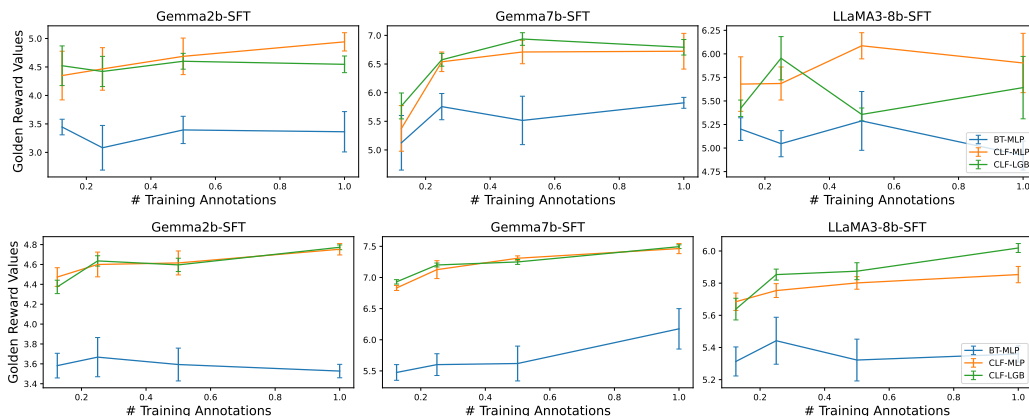 Gemma2b-SFT
Gemma7b-SFT
LLaMA3-8b-SFT
Golden Reward Values
5.0
4.5
4.0
3.5
3.0
0.2 0.4 0.6 0.8 1.0
# Training Annotations
7.0
6.5
6.0
5.5
5.0
0.2 0.4 0.6 0.8 1.0
# Training Annotations
6.25
6.00
5.75
5.50
5.25
5.00
4.75
0.2 0.4 0.6 0.8 1.0
# Training Annotations
BT-MLP
CLF-MLP
CLF-LGB
Gemma2b-SFT
Gemma7b-SFT
LLaMA3-8b-SFT
Golden Reward Values
4.8
4.6
4.4
4.2
4.0
3.8
3.6
3.4
0.2 0.4 0.6 0.8 1.0
# Training Annotations
7.5
7.0
6.5
6.0
5.5
0.2 0.4 0.6 0.8 1.0
# Training Annotations
6.0
5.8
5.6
5.4
5.2
0.2 0.4 0.6 0.8 1.0
# Training Annotations
BT-MLP
CLF-MLP
CLF-LGB